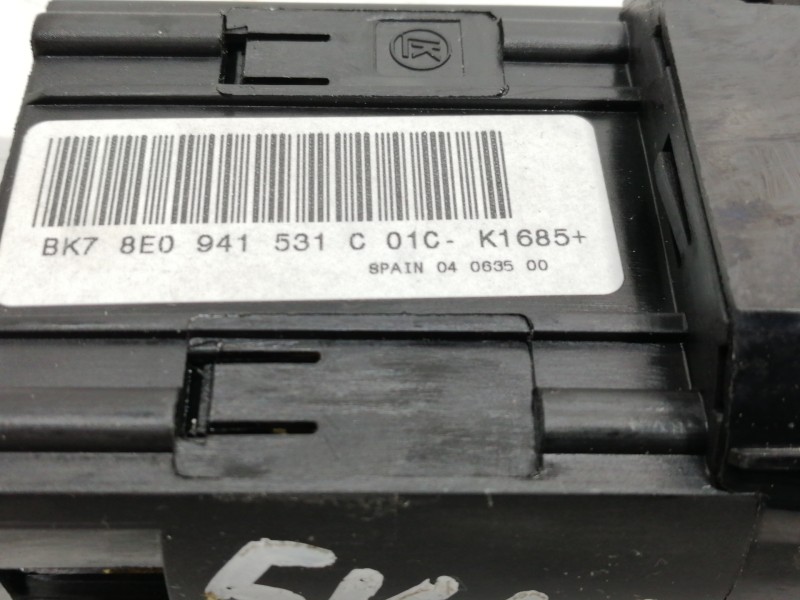 BK7 8E0 941 531 C 01C- K1685+
SPAIN 04 0635 00